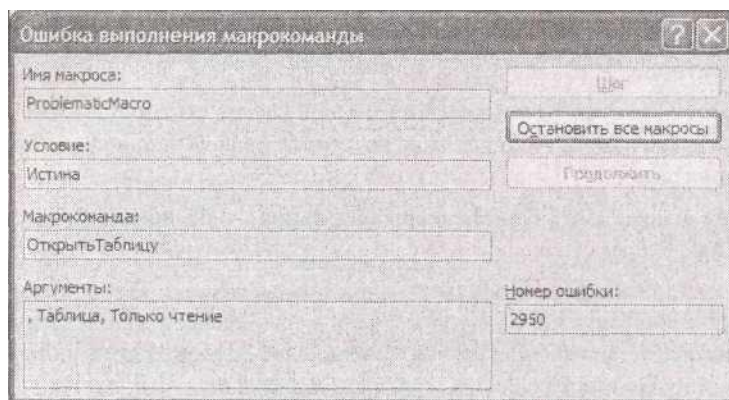 Ошибка выполнения макрокоманды
Имя макроса:
ProblematicMacro
Шаг
Остановить все макросы
Условие:
Истина
Продолжить
Макрокоманда:
ОткрытьТаблицу
Аргументы:
, Таблица, Только чтение
Номер ошибки:
2950